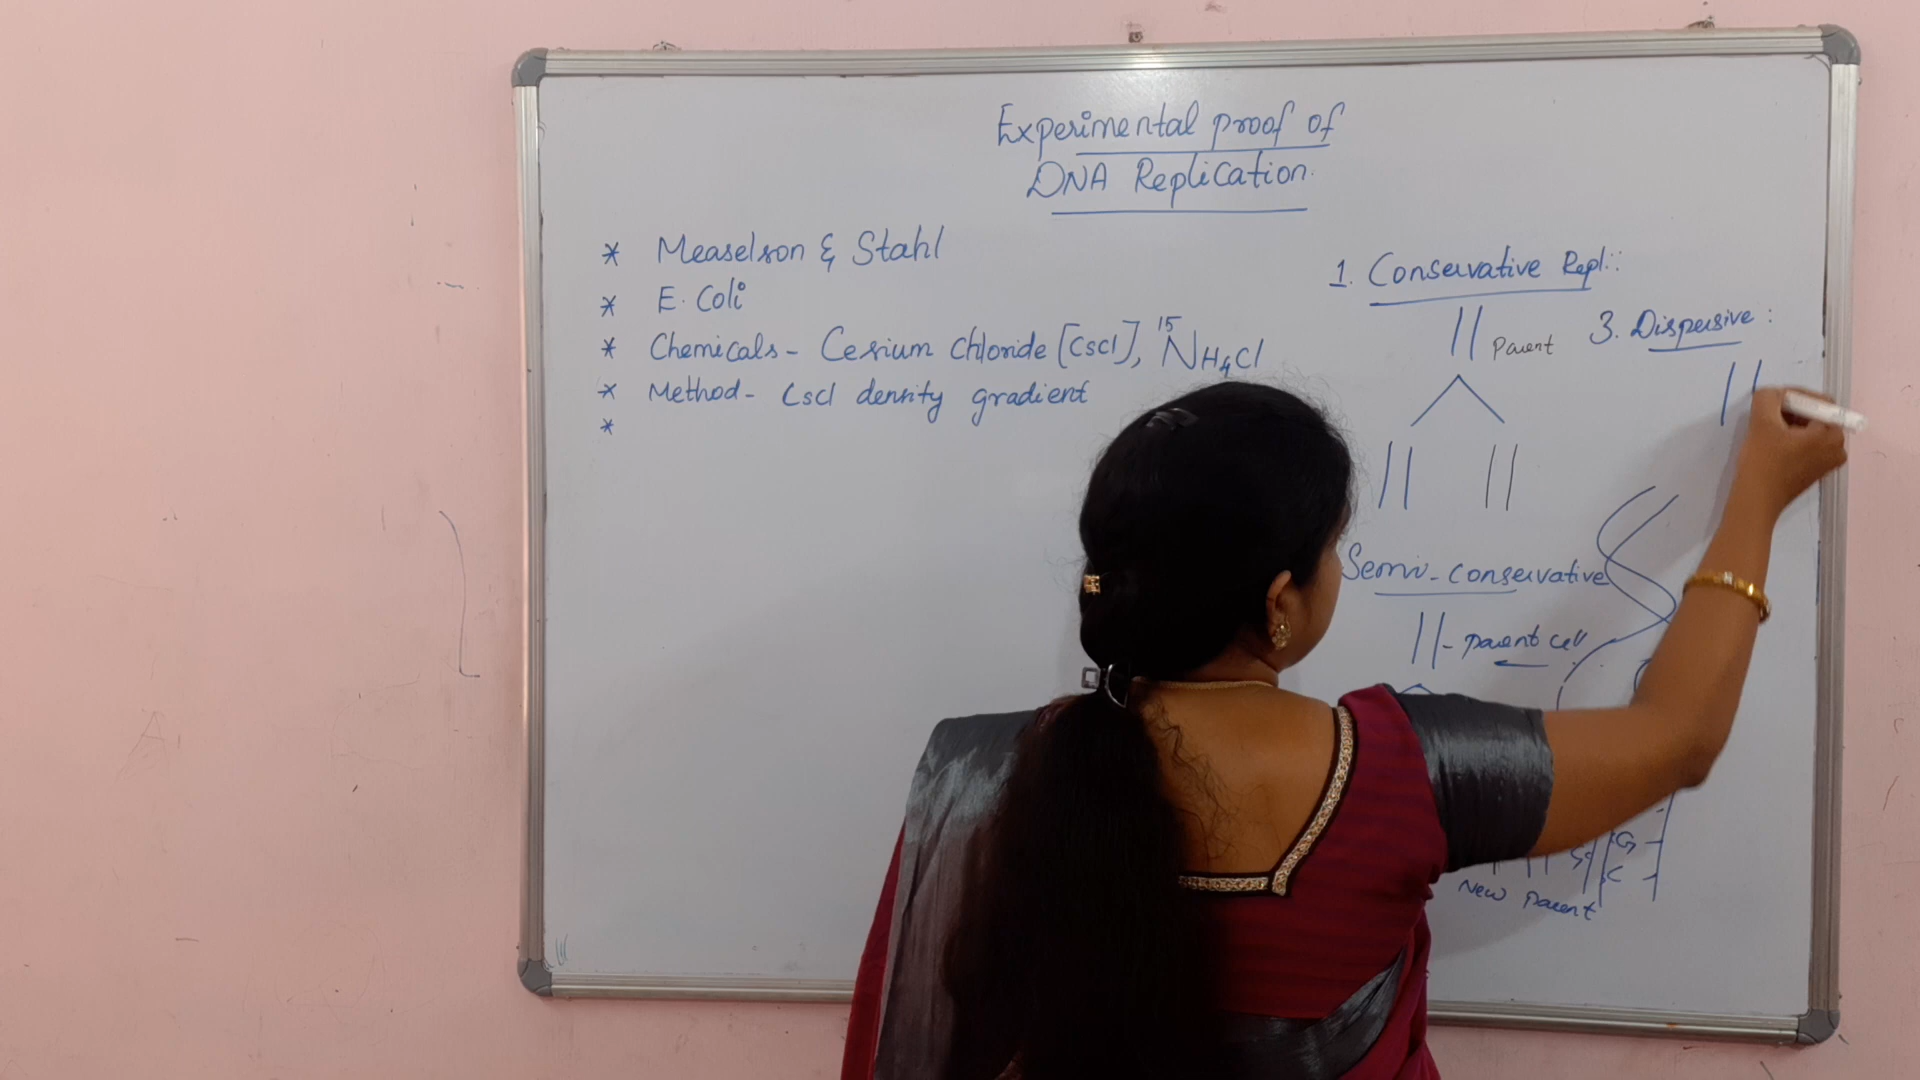 Experimental proof of
DNA Replication.
* Measelson & Stahl
* E. Coli
* Chemicals - Cesium Chloride [CsCl], 15NH4Cl
* Method - CsCl density gradient
*
1. Conservative Repl::
Parent
3. Dispersive:
Semi-conservative
- parent cell
G
C
New Parent